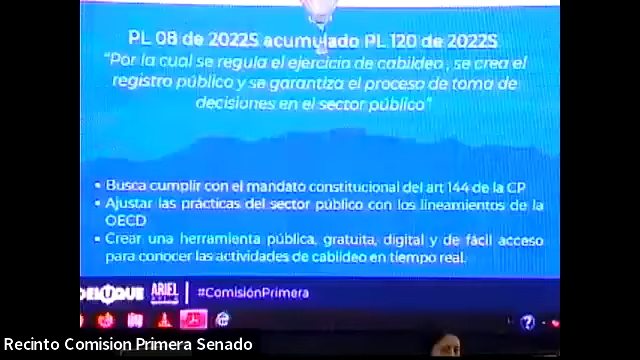 PL 08 de 2022S acumulado PL 120 de 2022S
"Por la cual se regula el ejercicio de cabildeo, se crea el
registro público y se garantiza el proceso de toma de
decisiones en el sector público"
• Busca cumplir con el mandato constitucional del art 144 de la CP
• Ajustar las prácticas del sector público con los lineamientos de la
OECD
• Crear una herramienta pública, gratuita, digital y de fácil acceso
para conocer las actividades de cabildeo en tiempo real.
ARIEL
#ComisiónPrimera
Recinto Comision Primera Senado